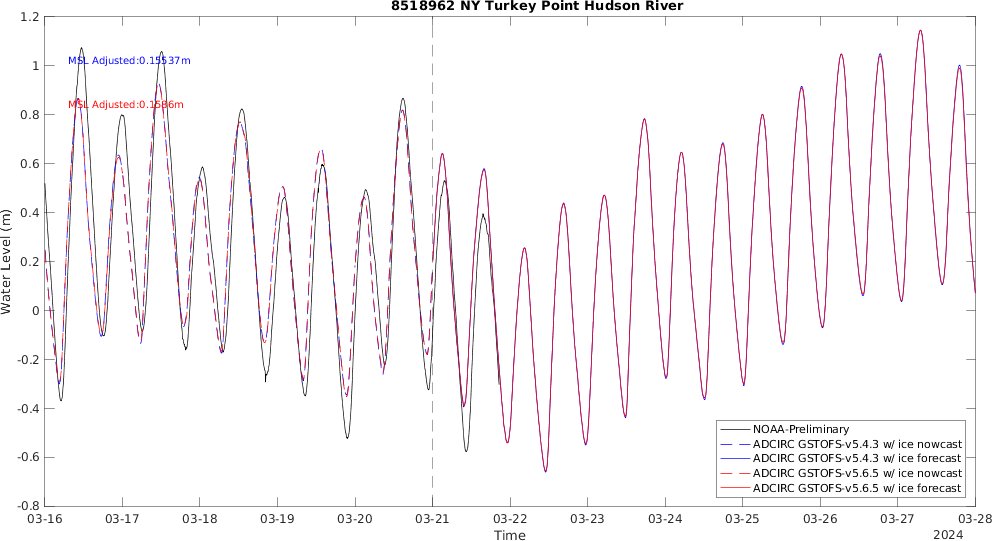 8518962 NY Turkey Point Hudson River
1.2
1
0.8
0.6
0.4
0.2
0
-0.2
-0.4
-0.6
-0.8
Water Level (m)
MSL Adjusted:0.15537m
MSL Adjusted:0.1586m
NOAA-Preliminary
ADCIRC GSTOFS-v5.4.3 w/ ice nowcast
ADCIRC GSTOFS-v5.4.3 w/ ice forecast
ADCIRC GSTOFS-v5.6.5 w/ ice nowcast
ADCIRC GSTOFS-v5.6.5 w/ ice forecast
03-16 03-17 03-18 03-19 03-20 03-21 03-22 03-23 03-24 03-25 03-26 03-27 03-28
Time
2024